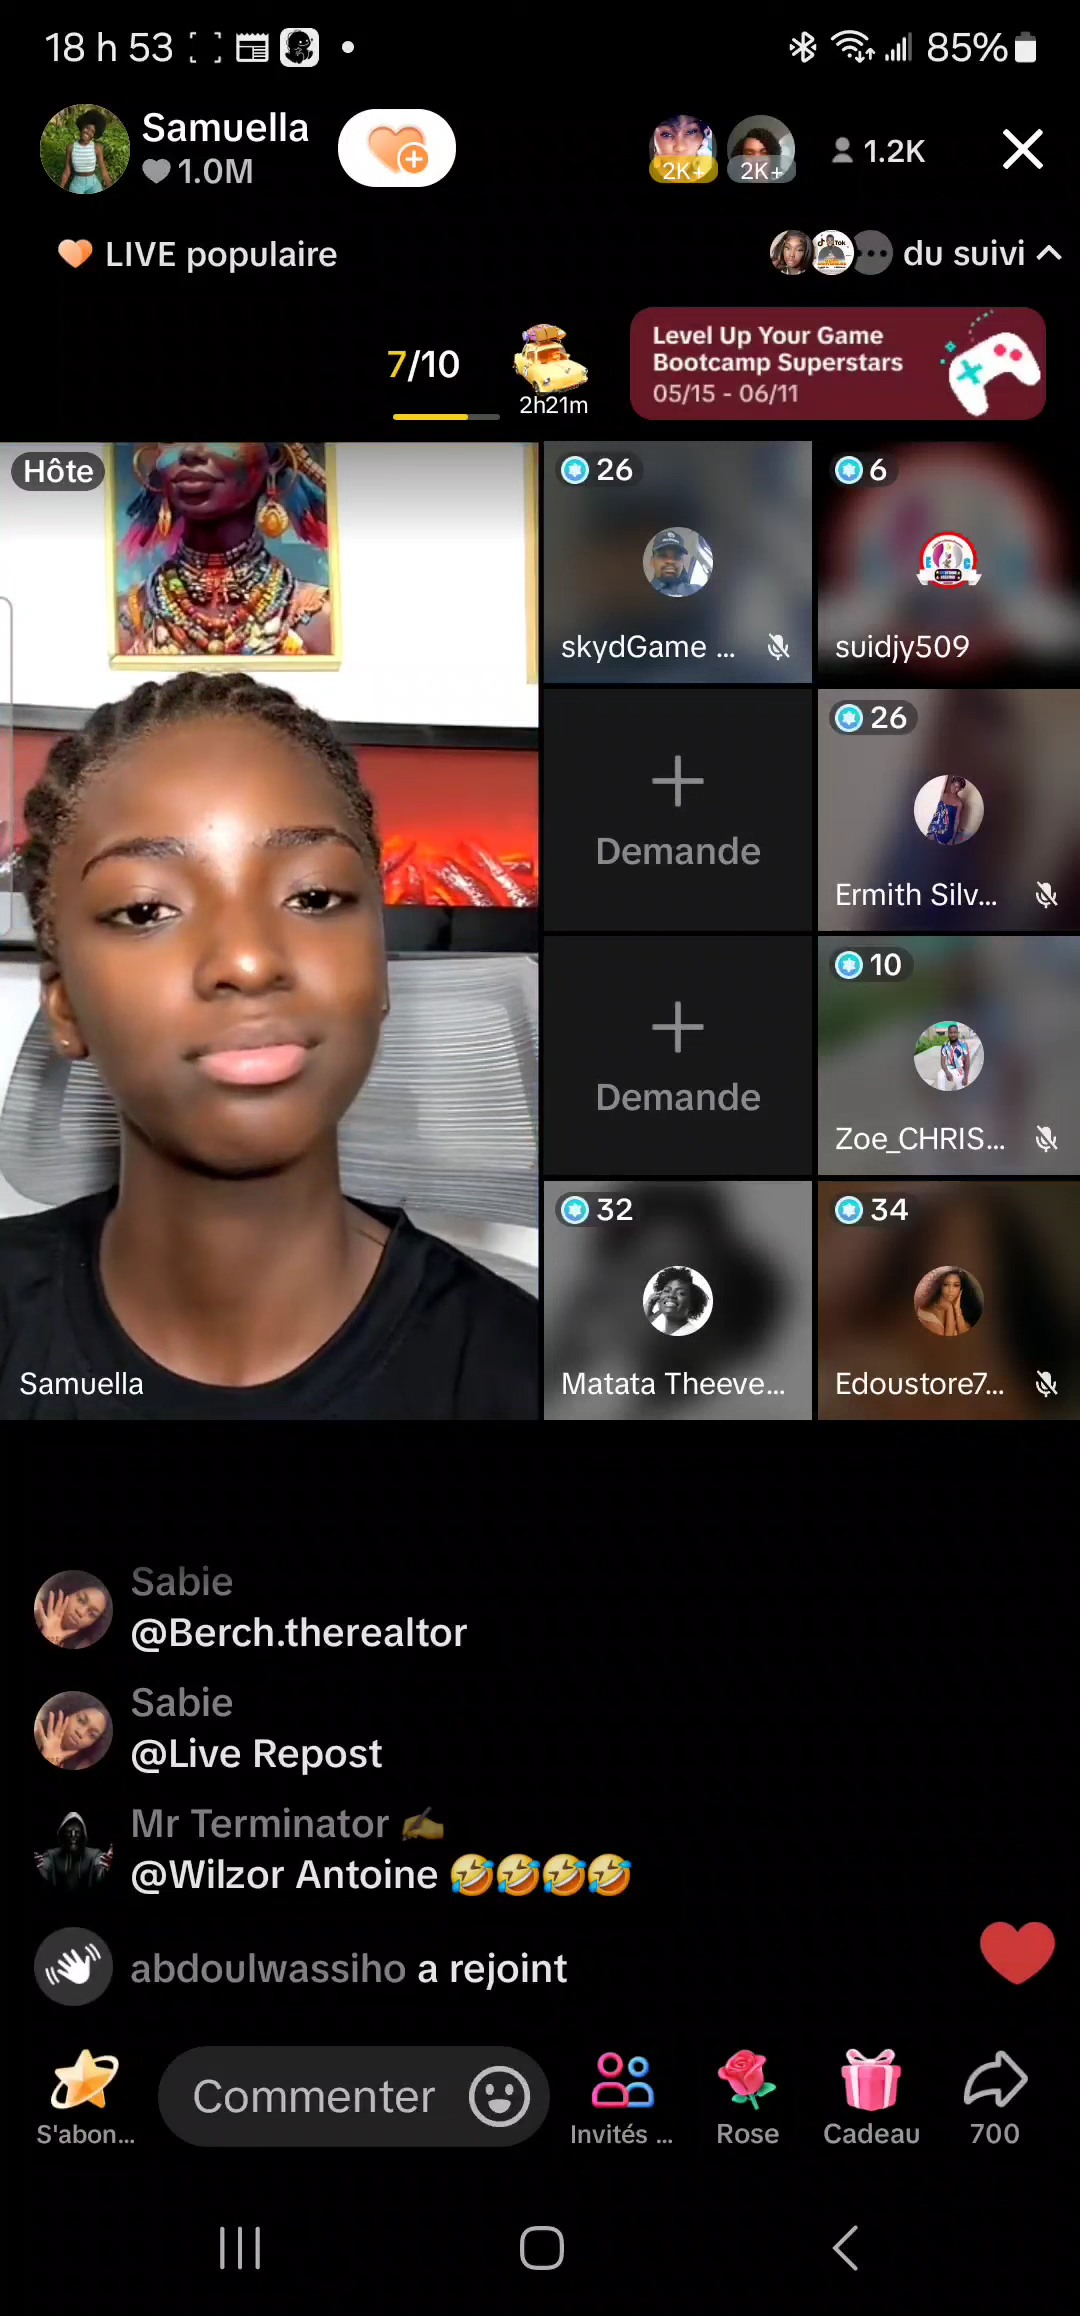 18 h 53
85%
Samuella
1.0M
2K+
2K+
1.2K
LIVE populaire
du suivi
7/10
2h21m
Level Up Your Game
Bootcamp Superstars
05/15 - 06/11
Hôte
Samuella
26
skydGame ...
6
suidjy509
Demande
26
Ermith Silv...
Demande
10
Zoe_CHRIS...
32
Matata Theeve...
34
Edoustore7...
Sabie
@Berch.therealtor
Sabie
@Live Repost
Mr Terminator ✍️
@Wilzor Antoine 🤣🤣🤣🤣
abdoulwassiho a rejoint
S'abon...
Commenter
Invités ...
Rose
Cadeau
700